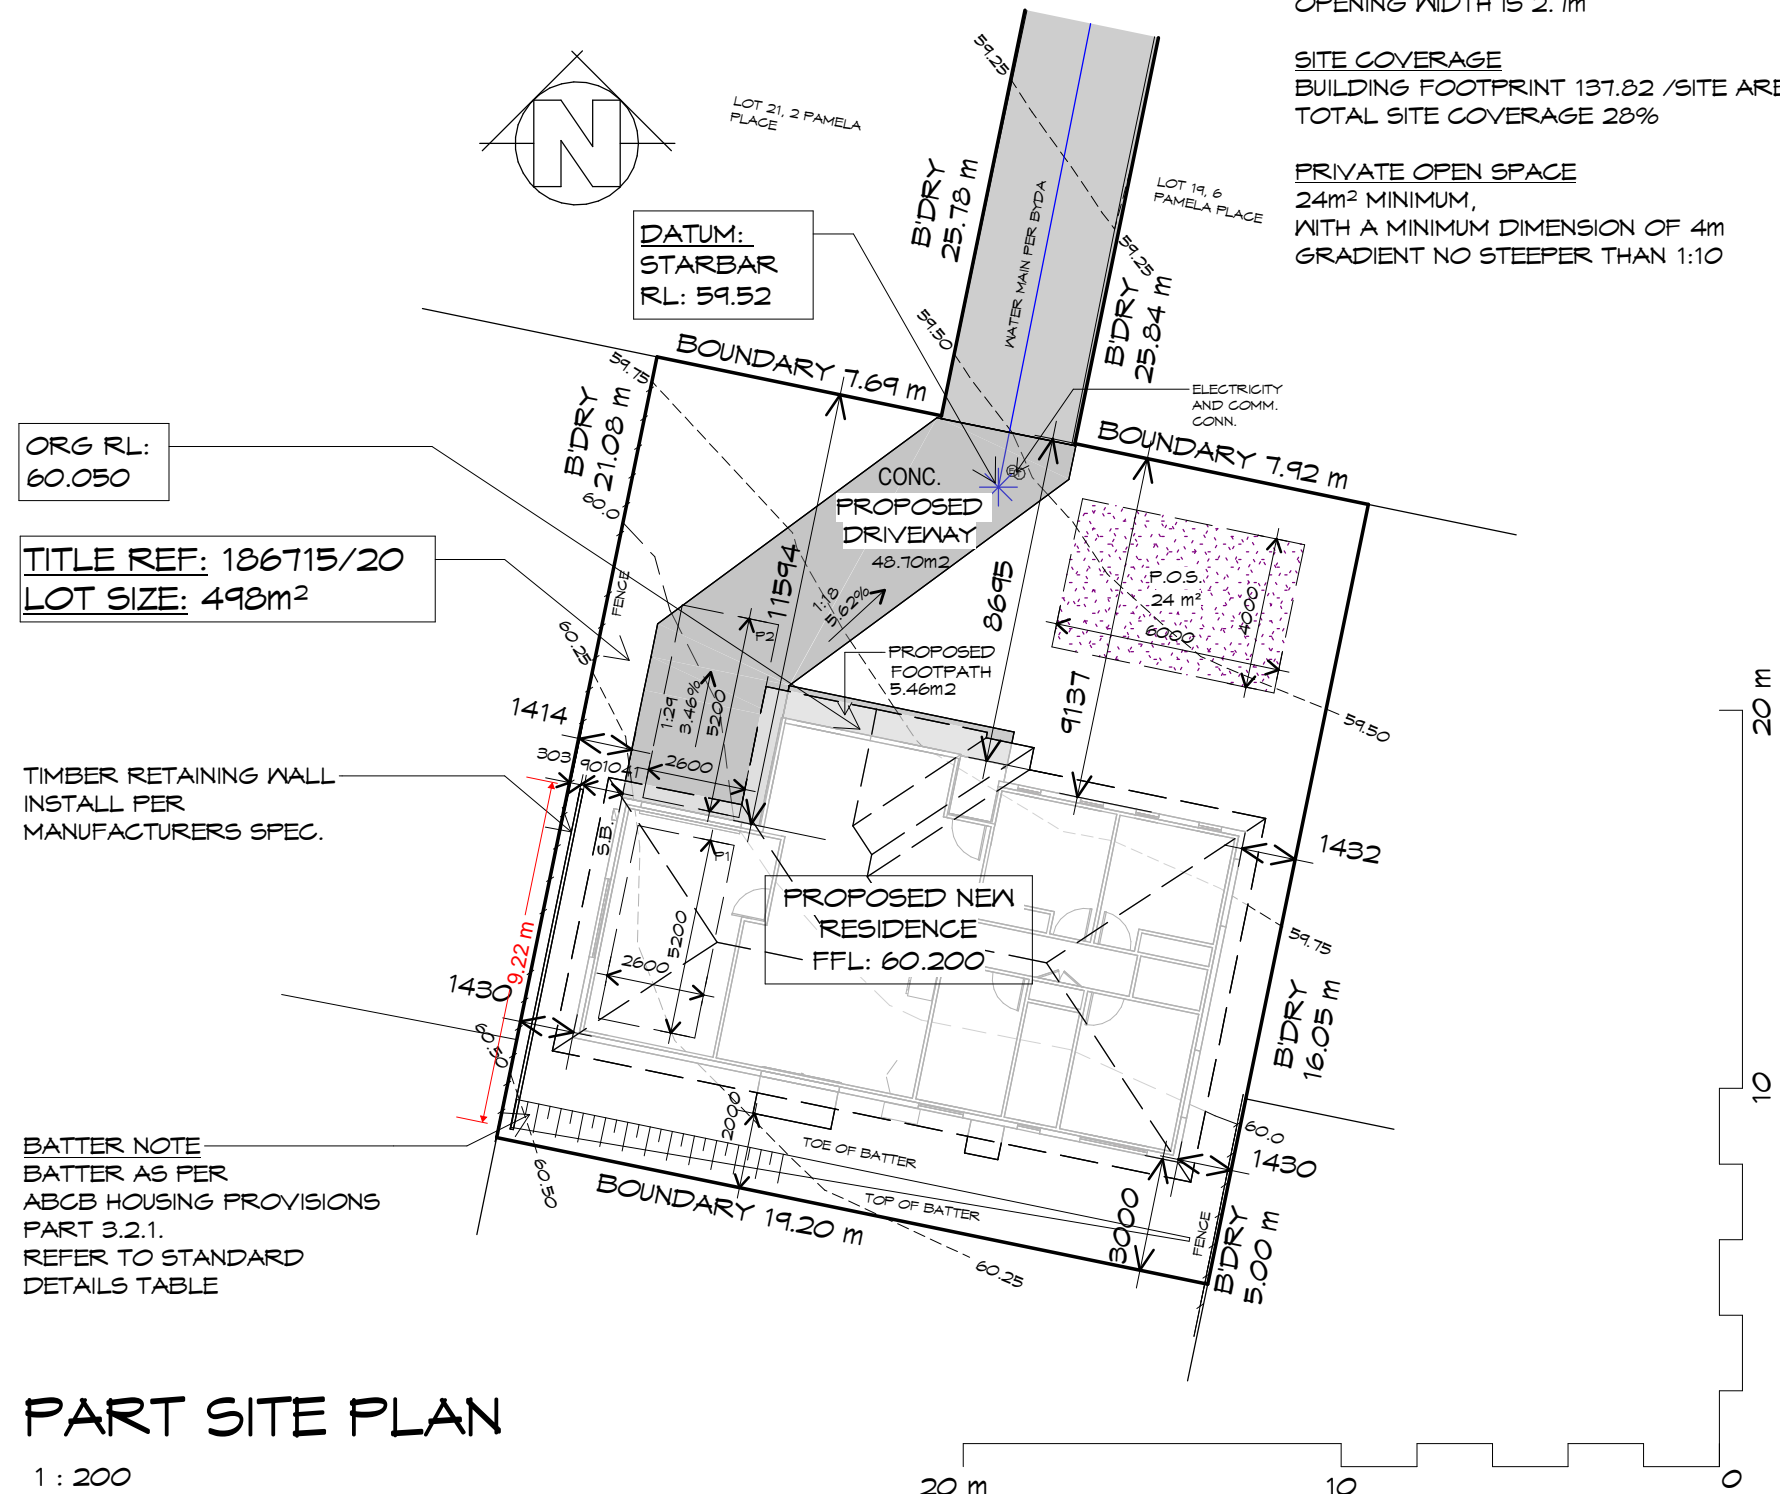 OPENING WIDTH IS 2.1m
SITE COVERAGE
BUILDING FOOTPRINT 137.82 /SITE ARE
TOTAL SITE COVERAGE 28%
PRIVATE OPEN SPACE
24m² MINIMUM,
WITH A MINIMUM DIMENSION OF 4m
GRADIENT NO STEEPER THAN 1:10
N
LOT 21, 2 PAMELA
PLACE
LOT 19, 6
PAMELA PLACE
59.25
B'DRY
25.78 m
WATER MAIN PER BYDA
59.25
B'DRY
25.84 m
DATUM:
STARBAR
RL: 59.52
59.50
BOUNDARY 7.69 m
59.75
B'DRY
21.08 m
ELECTRICITY
AND COMM.
CONN.
BOUNDARY 7.92 m
ORG RL:
60.050
60.0
CONC.
PROPOSED
DRIVEWAY
48.70m2
E
TITLE REF: 186715/20
LOT SIZE: 498m²
FENCE
11594
1:18
5.62%
8695
P.O.S.
24 m²
6000
4000
60.25
P2
PROPOSED
FOOTPATH
5.46m2
1:29
3.46%
5200
9137
59.50
1414
303
901041
2600
TIMBER RETAINING WALL
INSTALL PER
MANUFACTURERS SPEC.
S.B.
P1
1432
PROPOSED NEW
RESIDENCE
FFL: 60.200
9.22 m
5200
2600
59.75
1430
60.50
B'DRY
16.05 m
2000
TOE OF BATTER
60.0
1430
BATTER NOTE
BATTER AS PER
ABCB HOUSING PROVISIONS
PART 3.2.1.
REFER TO STANDARD
DETAILS TABLE
60.50
BOUNDARY 19.20 m
TOP OF BATTER
3000
FENCE
B'DRY
5.00 m
60.25
20 m
10
PART SITE PLAN
1 : 200
20 m
10
0